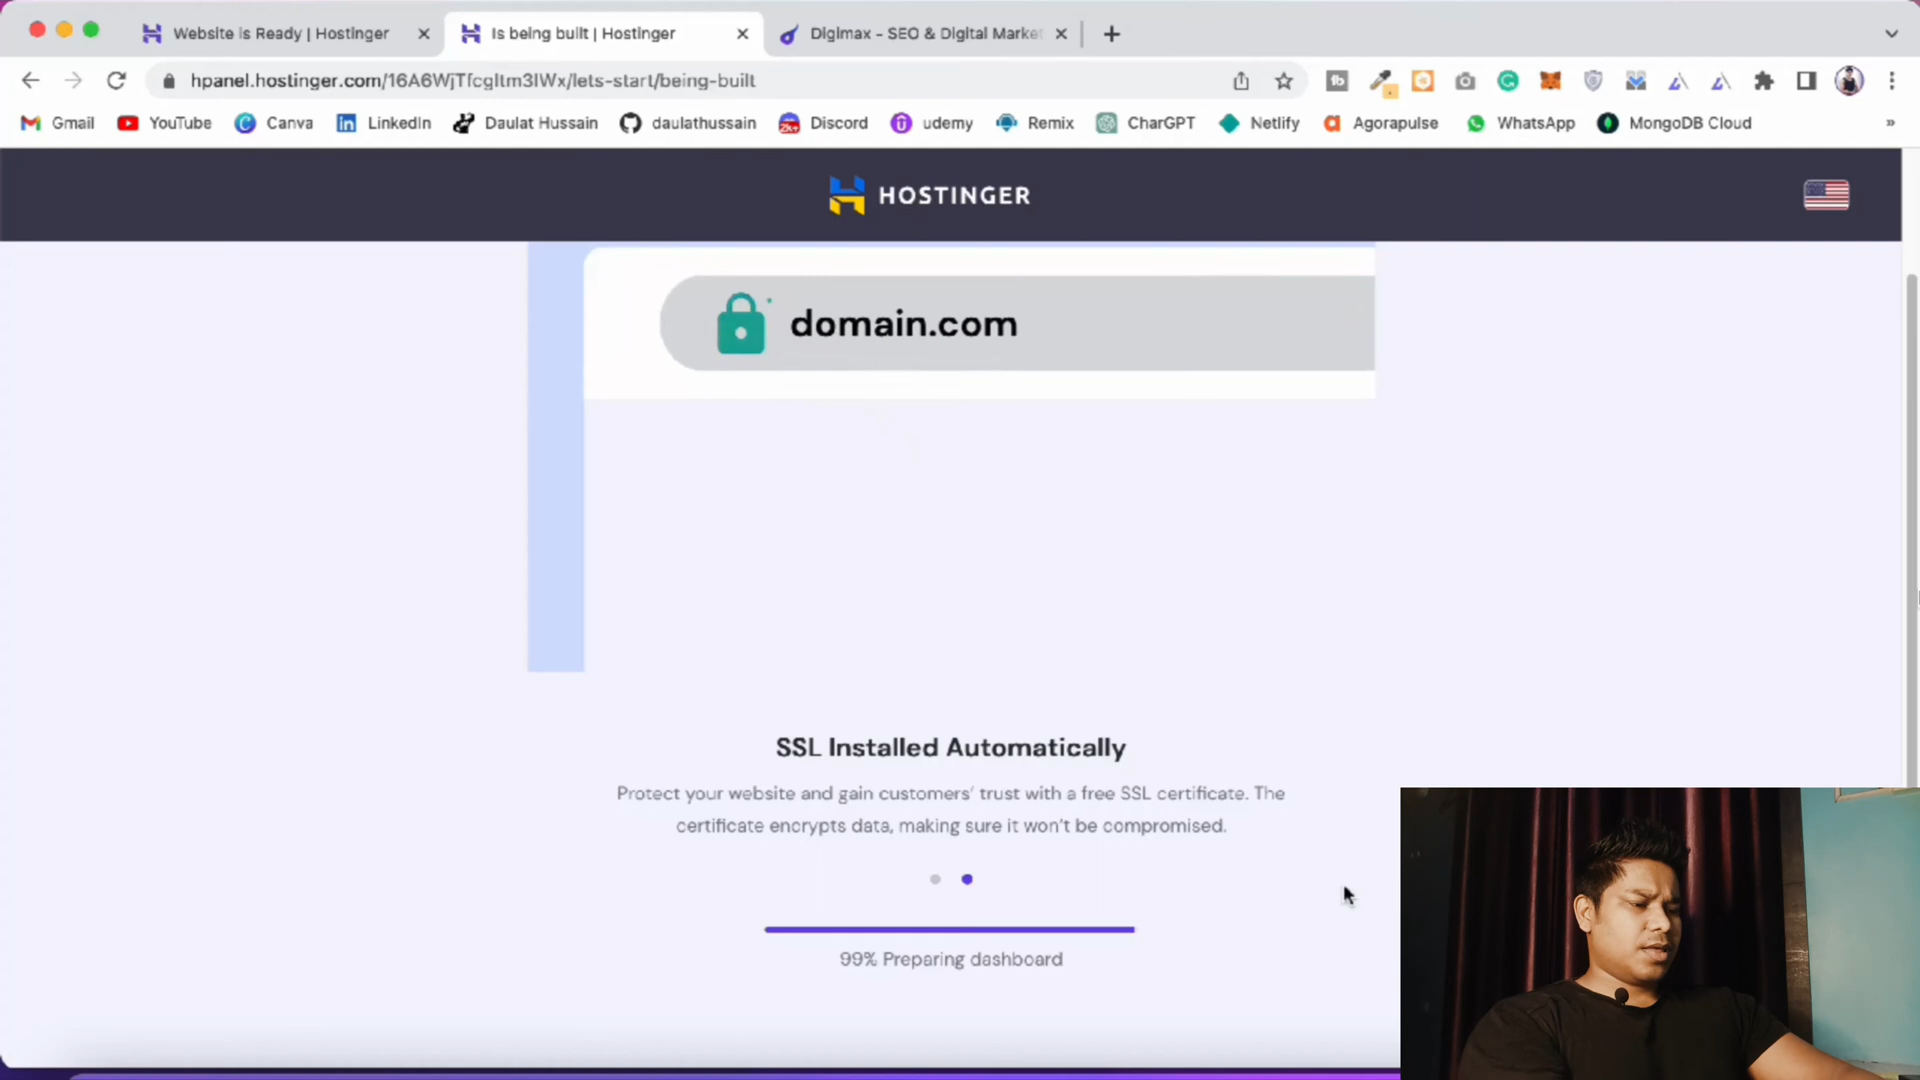 Website is Ready | Hostinger
Is being built | Hostinger
Digimax - SEO & Digital Market
hpanel.hostinger.com/16A6WjTfcgltm3lWx/lets-start/being-built
Gmail
YouTube
Canva
LinkedIn
Daulat Hussain
daulathussain
Discord
udemy
Remix
CharGPT
Netlify
Agorapulse
WhatsApp
MongoDB Cloud
»
HOSTINGER
domain.com
SSL Installed Automatically
Protect your website and gain customers' trust with a free SSL certificate. The
certificate encrypts data, making sure it won't be compromised.
99% Preparing dashboard